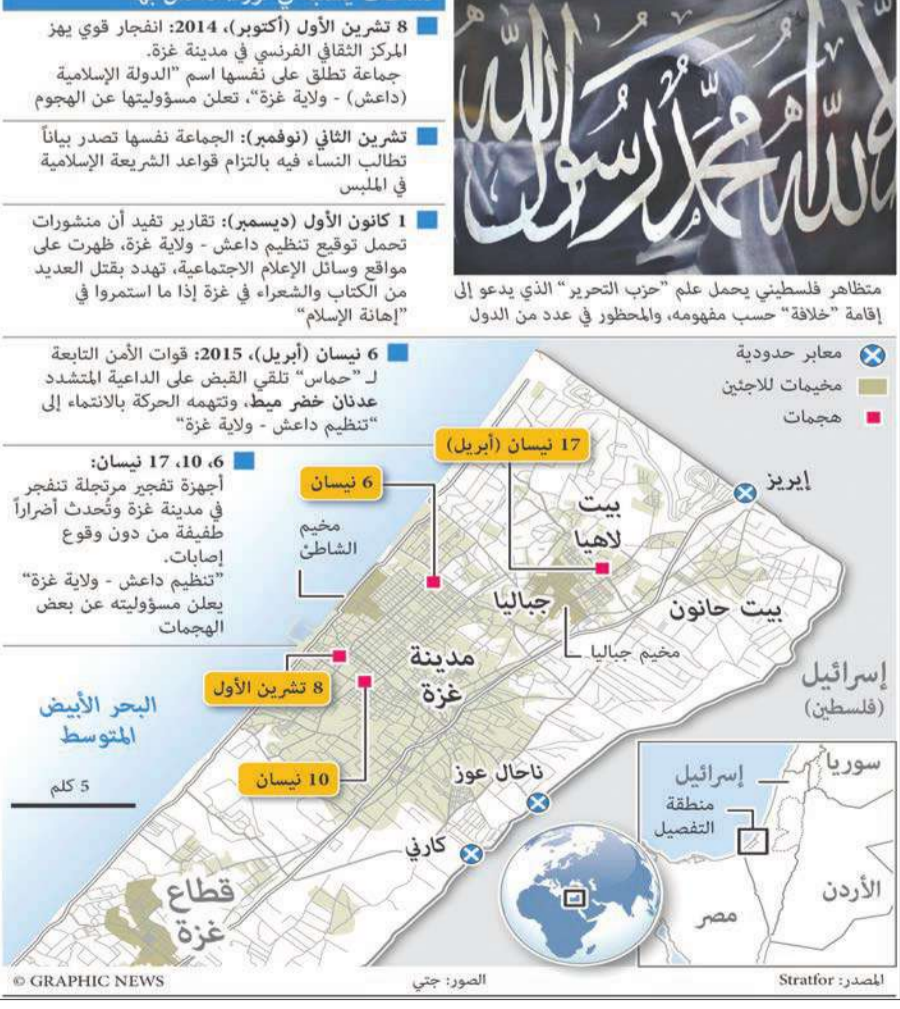 8 تشرين الأول (أكتوبر)، 2014: انفجار قوي يهز
المركز الثقافي الفرنسي في مدينة غزة.
جماعة تطلق على نفسها اسم “الدولة الإسلامية
(داعش) - ولاية غزة“، تعلن مسؤوليتها عن الهجوم
تشرين الثاني (نوفمبر): الجماعة نفسها تصدر بياناً
تطالب النساء فيه بالتزام قواعد الشريعة الإسلامية
في الملبس
1 كانون الأول (ديسمبر): تقارير تفيد أن منشورات
تحمل توقيع تنظيم داعش - ولاية غزة، ظهرت على
مواقع وسائل الإعلام الاجتماعية، تهدد بقتل العديد
من الكتاب والشعراء في غزة إذا ما استمروا في
“إهانة الإسلام“
الله
لا
الله محمد رسول
متظاهر فلسطيني يحمل علم “حزب التحرير“ الذي يدعو إلى
إقامة “خلافة“ حسب مفهومه، والمحظور في عدد من الدول
6 نيسان (أبريل)، 2015: قوات الأمن التابعة
لـ “حماس“ تلقي القبض على الداعية المتشدد
عدنان خضر ميط، وتتهمه الحركة بالانتماء إلى
“تنظيم داعش - ولاية غزة“
6، 10، 17 نيسان:
أجهزة تفجير مرتجلة تنفجر
في مدينة غزة وتُحدث أضراراً
طفيفة من دون وقوع
إصابات.
“تنظيم داعش - ولاية غزة“
يعلن مسؤوليته عن بعض
الهجمات
معابر حدودية
مخيمات للاجئين
هجمات
17 نيسان (أبريل)
6 نيسان
إيريز
بيت
لاهيا
مخيم
الشاطئ
جباليا
بيت حانون
مخيم جباليا
مدينة
غزة
8 تشرين الأول
إسرائيل
(فلسطين)
البحر الأبيض
المتوسط
10 نيسان
5 كلم
ناحال عوز
كارني
قطاع
غزة
سوريا
إسرائيل
منطقة
التفصيل
الأردن
مصر
المصدر: Stratfor
الصور: جتي
© GRAPHIC NEWS